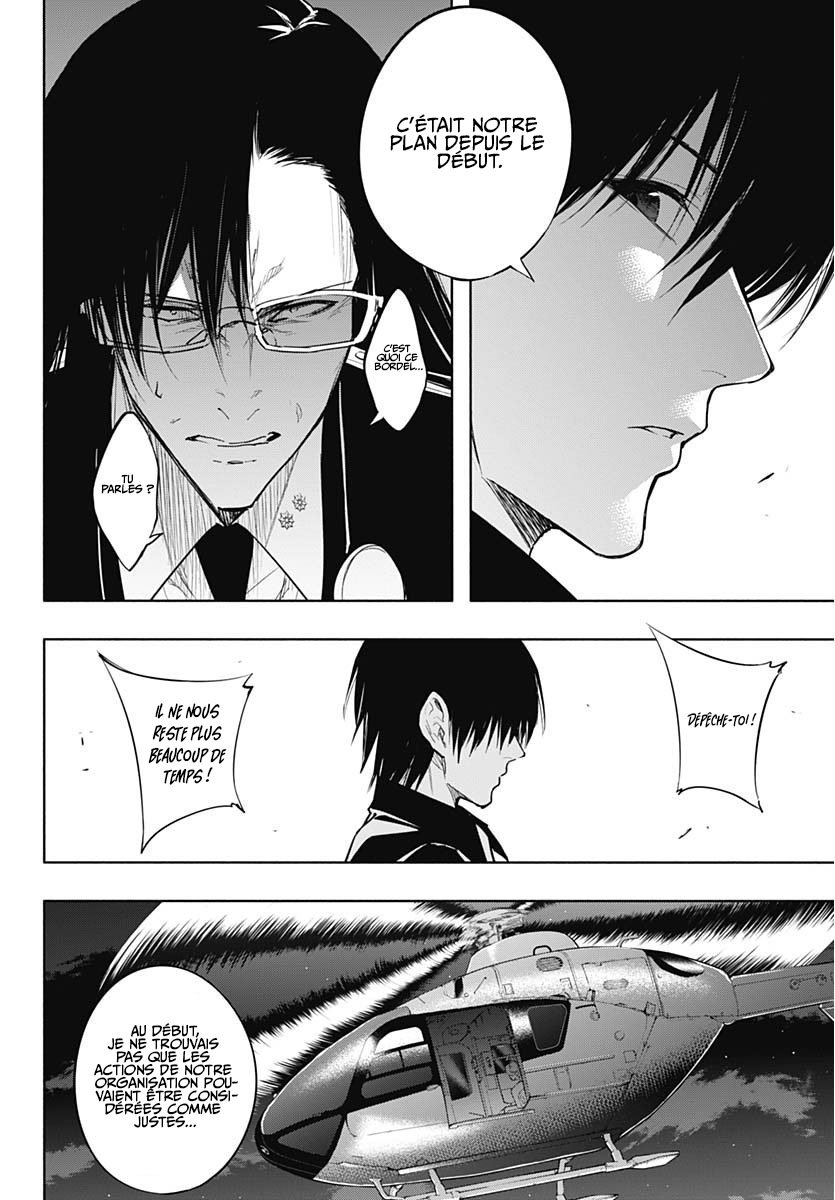 C'ÉTAIT NOTRE
PLAN DEPUIS LE
DÉBUT.
C'EST
QUOI CE
BORDEL...
TU
PARLES ?
DÉPÊCHE-TOI !
IL NE NOUS
RESTE PLUS
BEAUCOUP DE
TEMPS !
AU DÉBUT,
JE NE TROUVAIS
PAS QUE LES
ACTIONS DE NOTRE
ORGANISATION POU-
VAIENT ÊTRE CONSI-
DÉRÉES COMME
JUSTES...